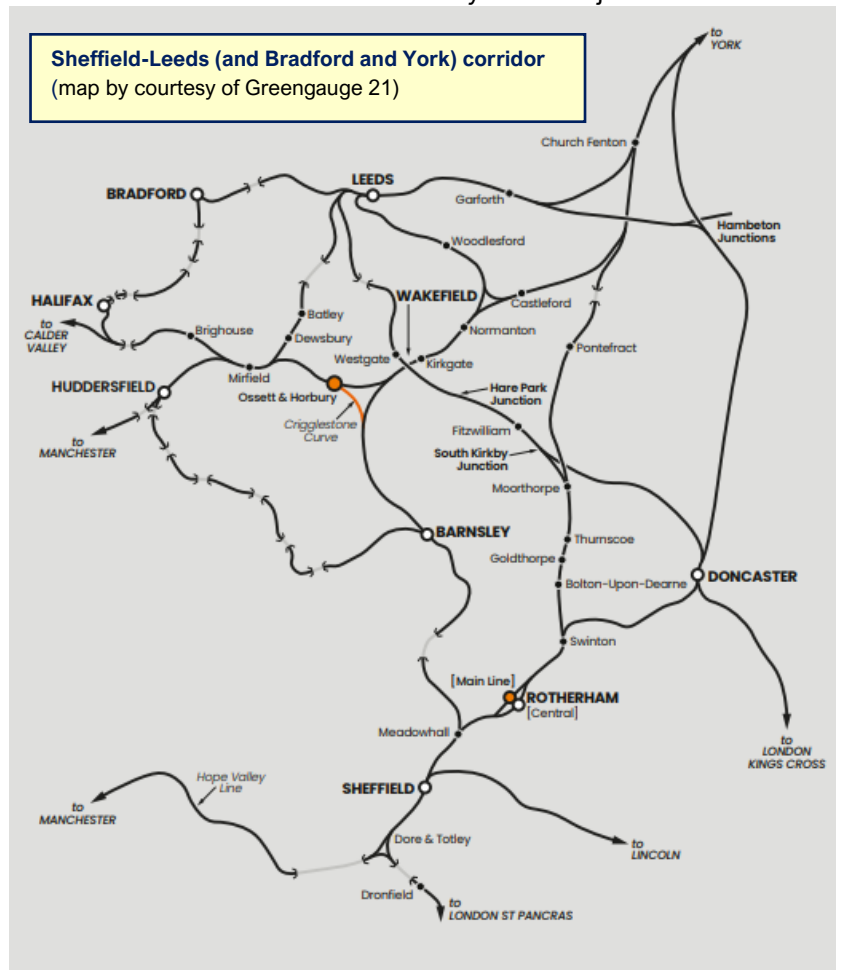 Sheffield-Leeds (and Bradford and York) corridor
(map by courtesy of Greengauge 21)
to
YORK
Church Fenton
LEEDS
BRADFORD
Garforth
Hambeton
Junctions
Woodlesford
WAKEFIELD
HALIFAX
Castleford
to
CALDER
VALLEY
Brighouse
Batley
Dewsbury
Normanton
Westgate
Kirkgate
Pontefract
Mirfield
HUDDERSFIELD
Ossett & Horbury
Hare Park
Junction
Crigglestone
Curve
Fitzwilliam
to
MANCHESTER
South Kirkby
Junction
Moorthorpe
BARNSLEY
Thurnscoe
Goldthorpe
DONCASTER
Bolton-Upon-Dearne
Swinton
[Main Line]
ROTHERHAM
[Central]
Meadowhall
to
LONDON
KINGS CROSS
Hope Valley
Line
SHEFFIELD
to
MANCHESTER
Dore & Totley
to
LINCOLN
Dronfield
to
LONDON ST PANCRAS